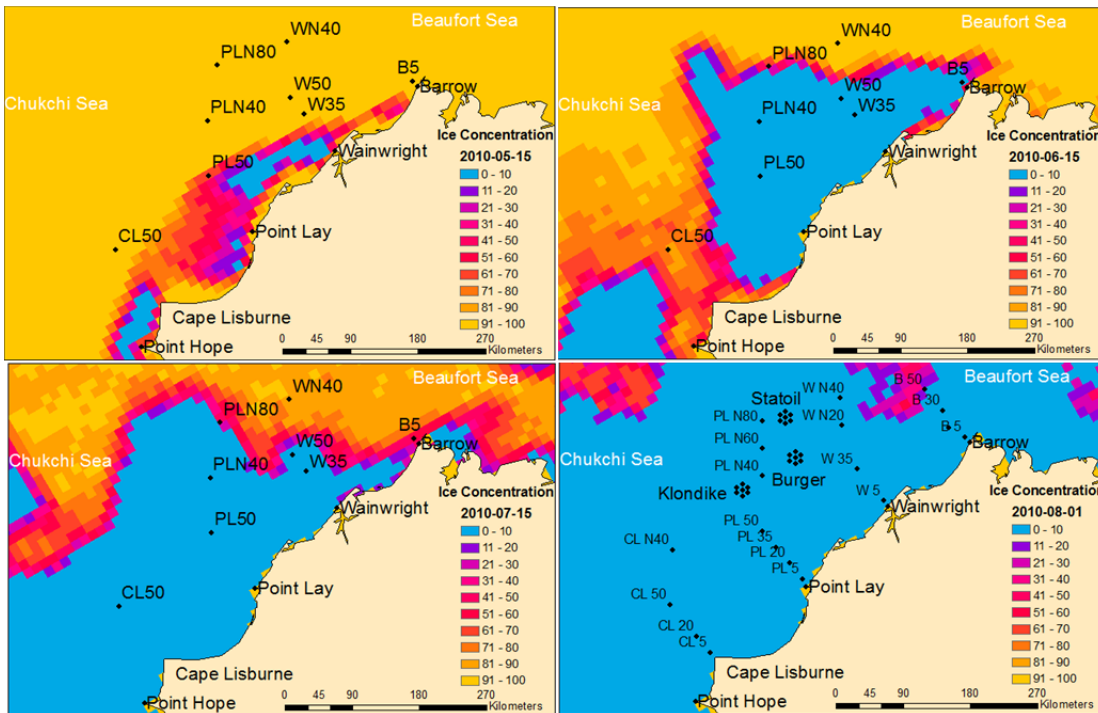 Beaufort Sea
WN40
PLN80
B5
Barrow
W50
W35
Chukchi Sea
PLN40
Ice Concentration
2010-05-15
Wainwright
PL50
0 - 10
11 - 20
21 - 30
31 - 40
41 - 50
51 - 60
61 - 70
71 - 80
81 - 90
91 - 100
Point Lay
CL50
Cape Lisburne
Point Hope
0 45 90 180 270
Kilometers
Beaufort Sea
WN40
PLN80
B5
Barrow
W50
W35
Chukchi Sea
PLN40
Ice Concentration
2010-06-15
Wainwright
PL50
0 - 10
11 - 20
21 - 30
31 - 40
41 - 50
51 - 60
61 - 70
71 - 80
81 - 90
91 - 100
Point Lay
CL50
Cape Lisburne
Point Hope
0 45 90 180 270
Kilometers
Beaufort Sea
WN40
PLN80
B5
Barrow
W50
W35
Chukchi Sea
PLN40
Ice Concentration
2010-07-15
Wainwright
PL50
0 - 10
11 - 20
21 - 30
31 - 40
41 - 50
51 - 60
61 - 70
71 - 80
81 - 90
91 - 100
Point Lay
CL50
Cape Lisburne
Point Hope
0 45 90 180 270
Kilometers
Beaufort Sea
B 50
W N40
Statoil
B 30
PL N80
W N20
B 5
Barrow
PL N60
Chukchi Sea
W 35
PL N40
Burger
Klondike
W 5
Wainwright
Ice Concentration
2010-08-01
PL 50
PL 35
CL N40
PL 20
PL 5
0 - 10
11 - 20
21 - 30
31 - 40
41 - 50
51 - 60
61 - 70
71 - 80
81 - 90
91 - 100
Point Lay
CL 50
CL 20
CL 5
Cape Lisburne
Point Hope
0 45 90 180 270
Kilometers